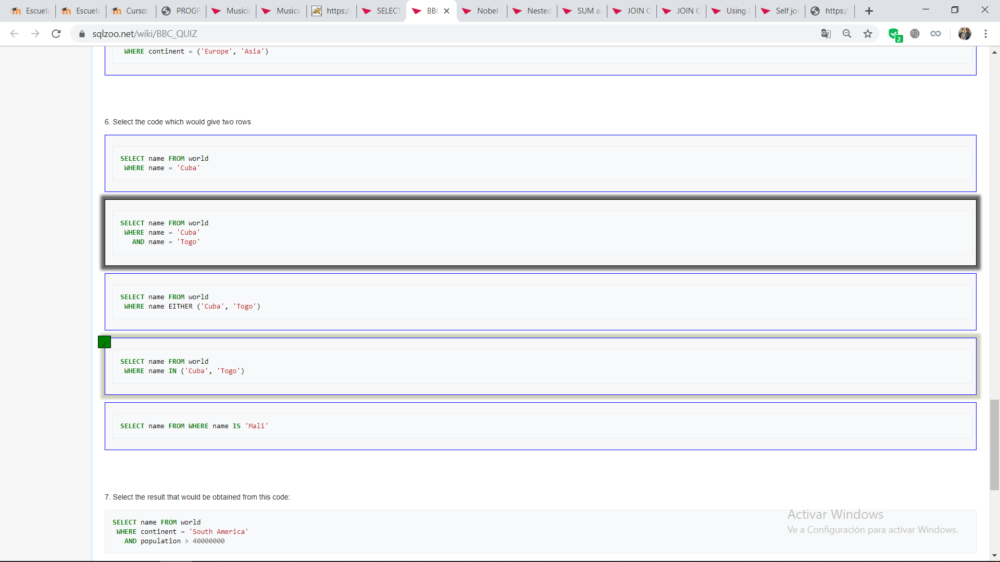 Escuela
Escuela
Curso:
PROGR
Musicia
Musicia
https:/
SELECT
BBC
Nobel
Nested
SUM a
JOIN
JOIN
Using
Self joi
https:/
sqlzoo.net/wiki/BBC_QUIZ
2
WHERE continent = ('Europe', 'Asia')
6. Select the code which would give two rows
SELECT name FROM world
WHERE name = 'Cuba'
SELECT name FROM world
WHERE name = 'Cuba'
AND name = 'Togo'
SELECT name FROM world
WHERE name EITHER ('Cuba', 'Togo')
SELECT name FROM world
WHERE name IN ('Cuba', 'Togo')
SELECT name FROM WHERE name IS 'Mali'
7. Select the result that would be obtained from this code:
SELECT name FROM world
WHERE continent = 'South America'
AND population > 40000000
Activar Windows
Ve a Configuración para activar Windows.